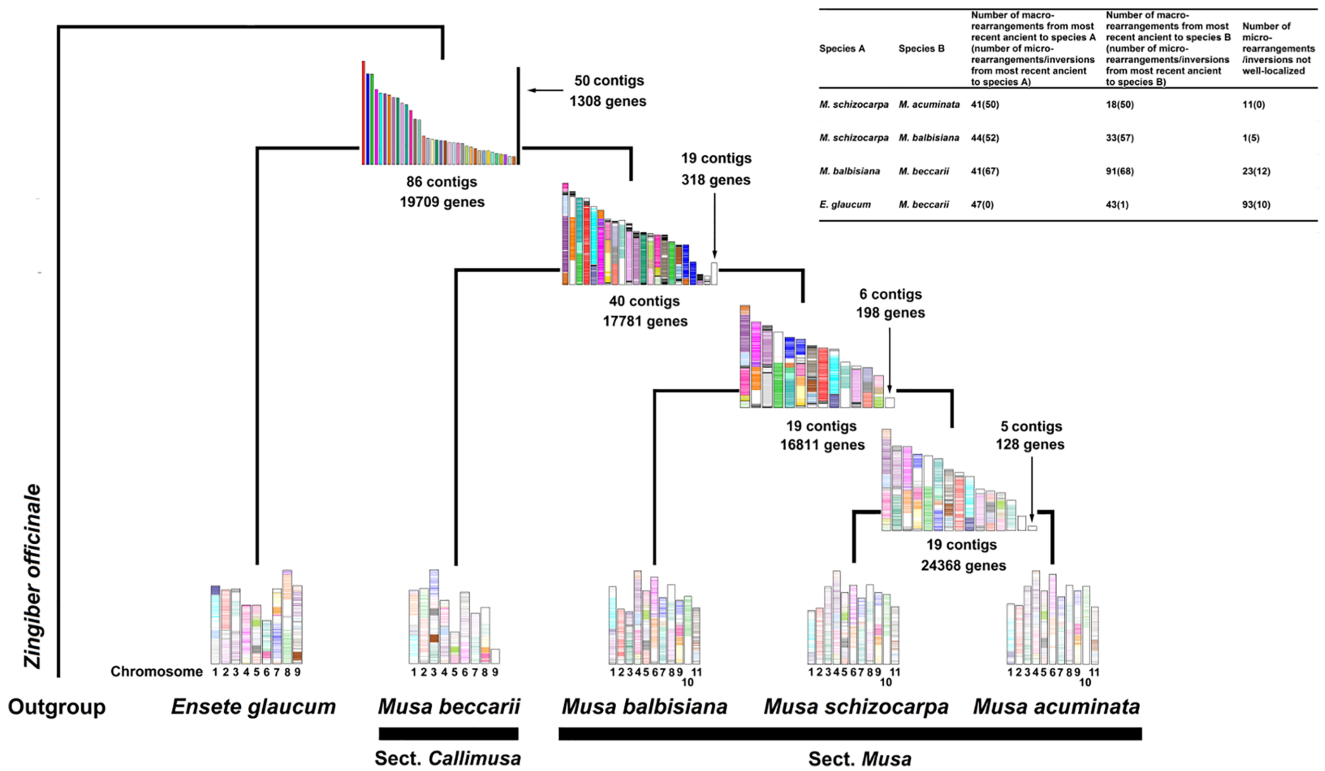 Species A
Species B
Number of macro-
rearrangements from most
recent ancient to species A
(number of micro-
rearrangements/inversions
from most recent ancient
to species A)
Number of macro-
rearrangements from most
recent ancient to species B
(number of micro-
rearrangements/inversions
from most recent ancient to
species B)
Number of
micro-
rearrangements
/inversions not
well-localized
M. schizocarpa M. acuminata 41(50) 18(50) 11(0)
M. schizocarpa M. balbisiana 44(52) 33(57) 1(5)
M. balbisiana M. beccarii 41(67) 91(68) 23(12)
E. glaucum M. beccarii 47(0) 43(1) 93(10)
50 contigs
1308 genes
86 contigs
19709 genes
19 contigs
318 genes
40 contigs
17781 genes
6 contigs
198 genes
19 contigs
16811 genes
5 contigs
128 genes
19 contigs
24368 genes
Zingiber officinale
Chromosome
1 2 3 4 5 6 7 8 9
1 2 3 4 5 6 7 8 9
1 2 3 4 5 6 7 8 9 11
10
1 2 3 4 5 6 7 8 9 11
10
1 2 3 4 5 6 7 8 9 11
10
Outgroup
Ensete glaucum
Musa beccarii
Musa balbisiana
Musa schizocarpa
Musa acuminata
Sect. Callimusa
Sect. Musa